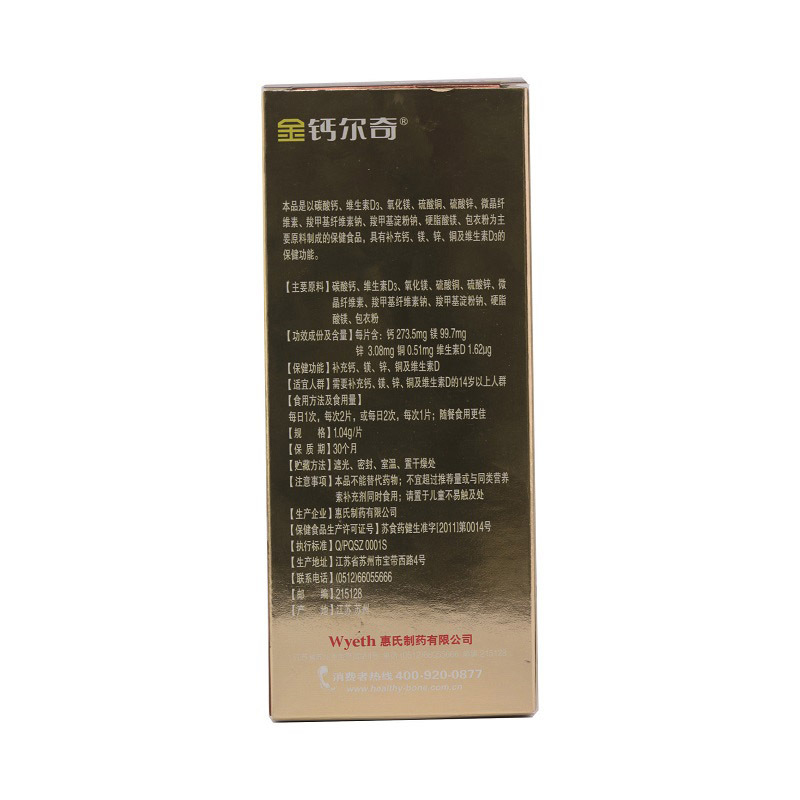 金钙尔奇®
本品是以碳酸钙、维生素D3、氧化镁、硫酸铜、硫酸锌、微晶纤
维素、羧甲基纤维素钠、羧甲基淀粉钠、硬脂酸镁、包衣粉为主
要原料制成的保健食品，具有补充钙、镁、锌、铜及维生素D3的
保健功能。
【主要原料】碳酸钙、维生素D3、氧化镁、硫酸铜、硫酸锌、微
晶纤维素、羧甲基纤维素钠、羧甲基淀粉钠、硬脂
酸镁、包衣粉
【功效成份及含量】每片含：钙 273.5mg 镁 99.7mg
锌 3.08mg 铜 0.51mg 维生素D 1.62μg
【保健功能】补充钙、镁、锌、铜及维生素D
【适宜人群】需要补充钙、镁、锌、铜及维生素D的14岁以上人群
【食用方法及食用量】
每日1次，每次2片，或每日2次，每次1片；随餐食用更佳
【规 格】1.04g/片
【保 质 期】30个月
【贮藏方法】遮光、密封、室温、置干燥处
【注意事项】本品不能替代药物；不宜超过推荐量或与同类营养
素补充剂同时食用；请置于儿童不易触及处
【生产企业】惠氏制药有限公司
【保健食品生产许可证号】苏食药健生准字[2011]第0014号
【执行标准】Q/PQSZ 0001S
【生产地址】江苏省苏州市宝带西路4号
【联系电话】(0512)66055666
【邮 编】215128
【产 地】江苏苏州
Wyeth 惠氏制药有限公司
消费者热线 400-920-0877
www.healthy-bone.com.cn